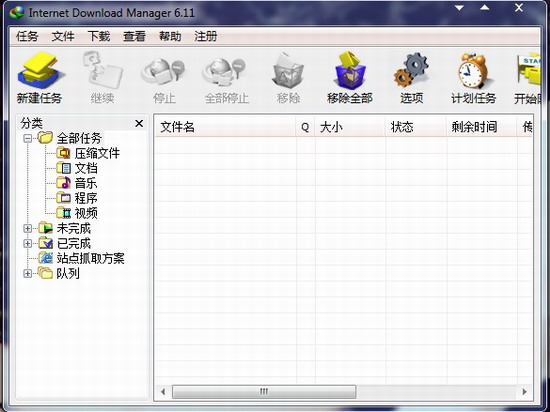 Internet Download Manager 6.11
任务 文件 下载 查看 帮助 注册
新建任务 继续 停止 全部停止 移除 移除全部 选项 计划任务 开始
分类
文件名 Q 大小 状态 剩余时间 传
全部任务
压缩文件
文档
音乐
程序
视频
未完成
已完成
站点抓取方案
队列